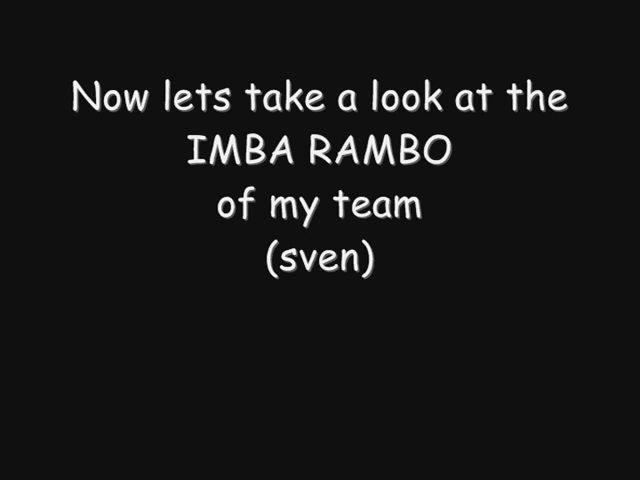 Now lets take a look at the
IMBA RAMBO
of my team
(sven)